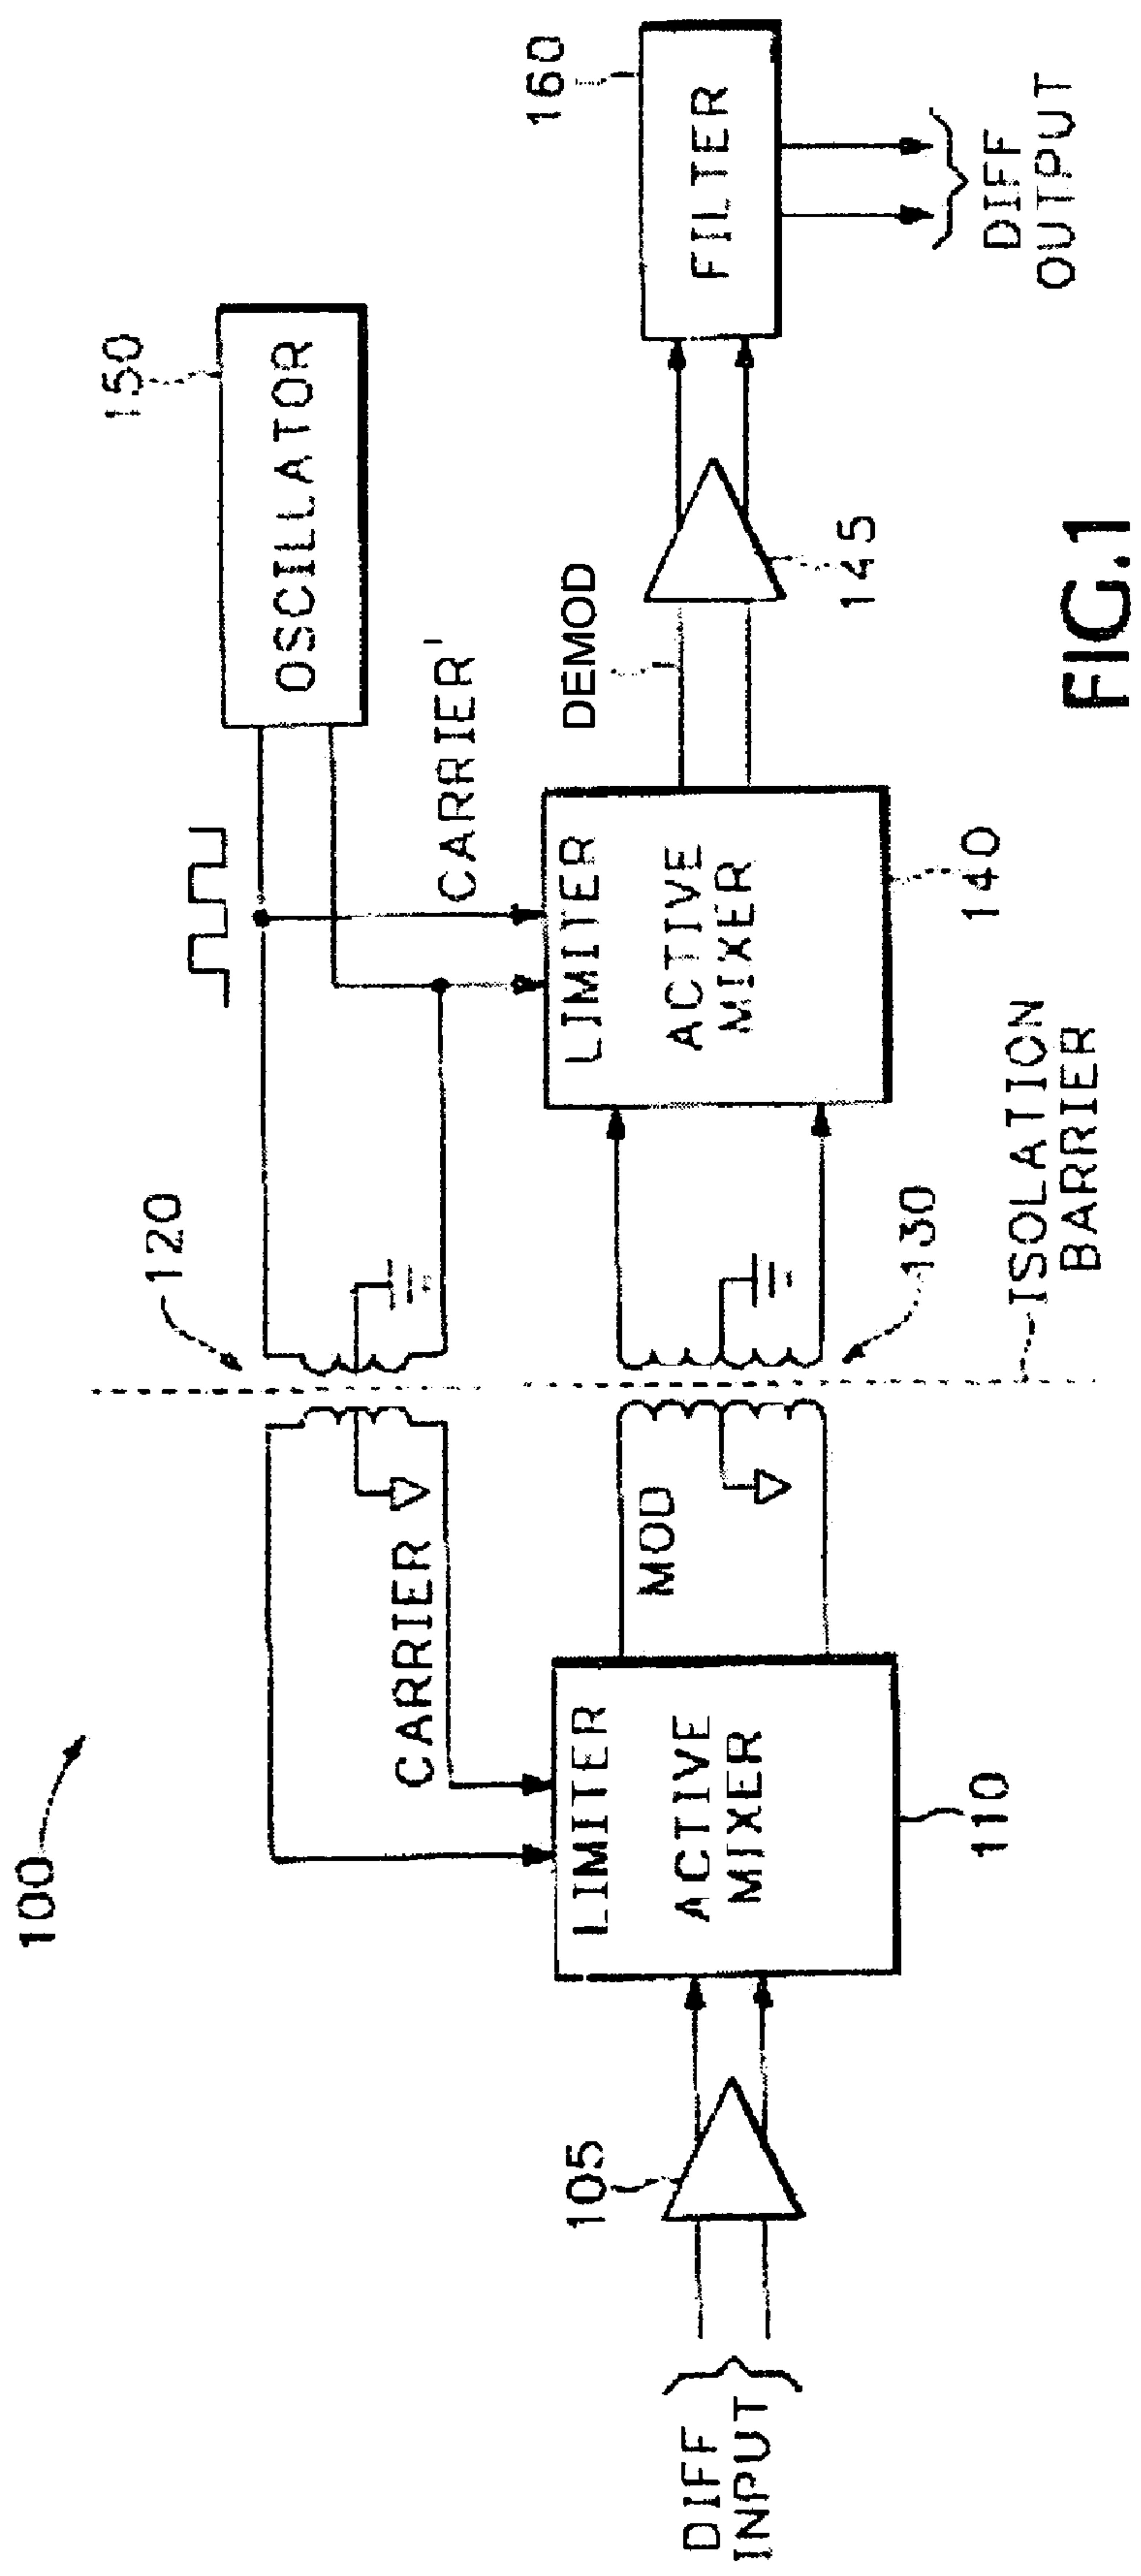 100
120
150
OSCILLATOR
CARRIER
CARRIER'
160
105
LIMITER
ACTIVE
MIXER
110
MOD
130
LIMITER
ACTIVE
MIXER
140
DEMOD
145
FILTER
DIFF
INPUT
ISOLATION
BARRIER
DIFF
OUTPUT
FIG.1